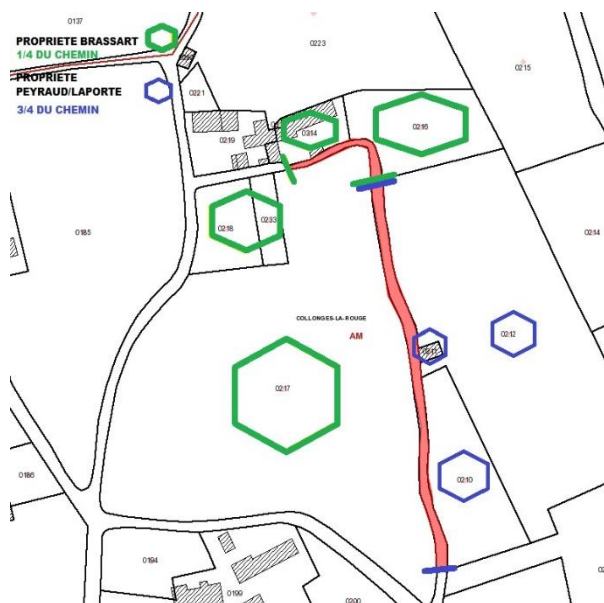 0137
PROPRIETE BRASSART
1/4 DU CHEMIN
PROPRIETE
PEYRAUD/LAPORTE
3/4 DU CHEMIN
0223
0215
0221
0219
0314
0216
0218
0233
0185
0214
COLLONGES-LA-ROUGE
AM
0212
0217
0186
0210
0194
0199
0200